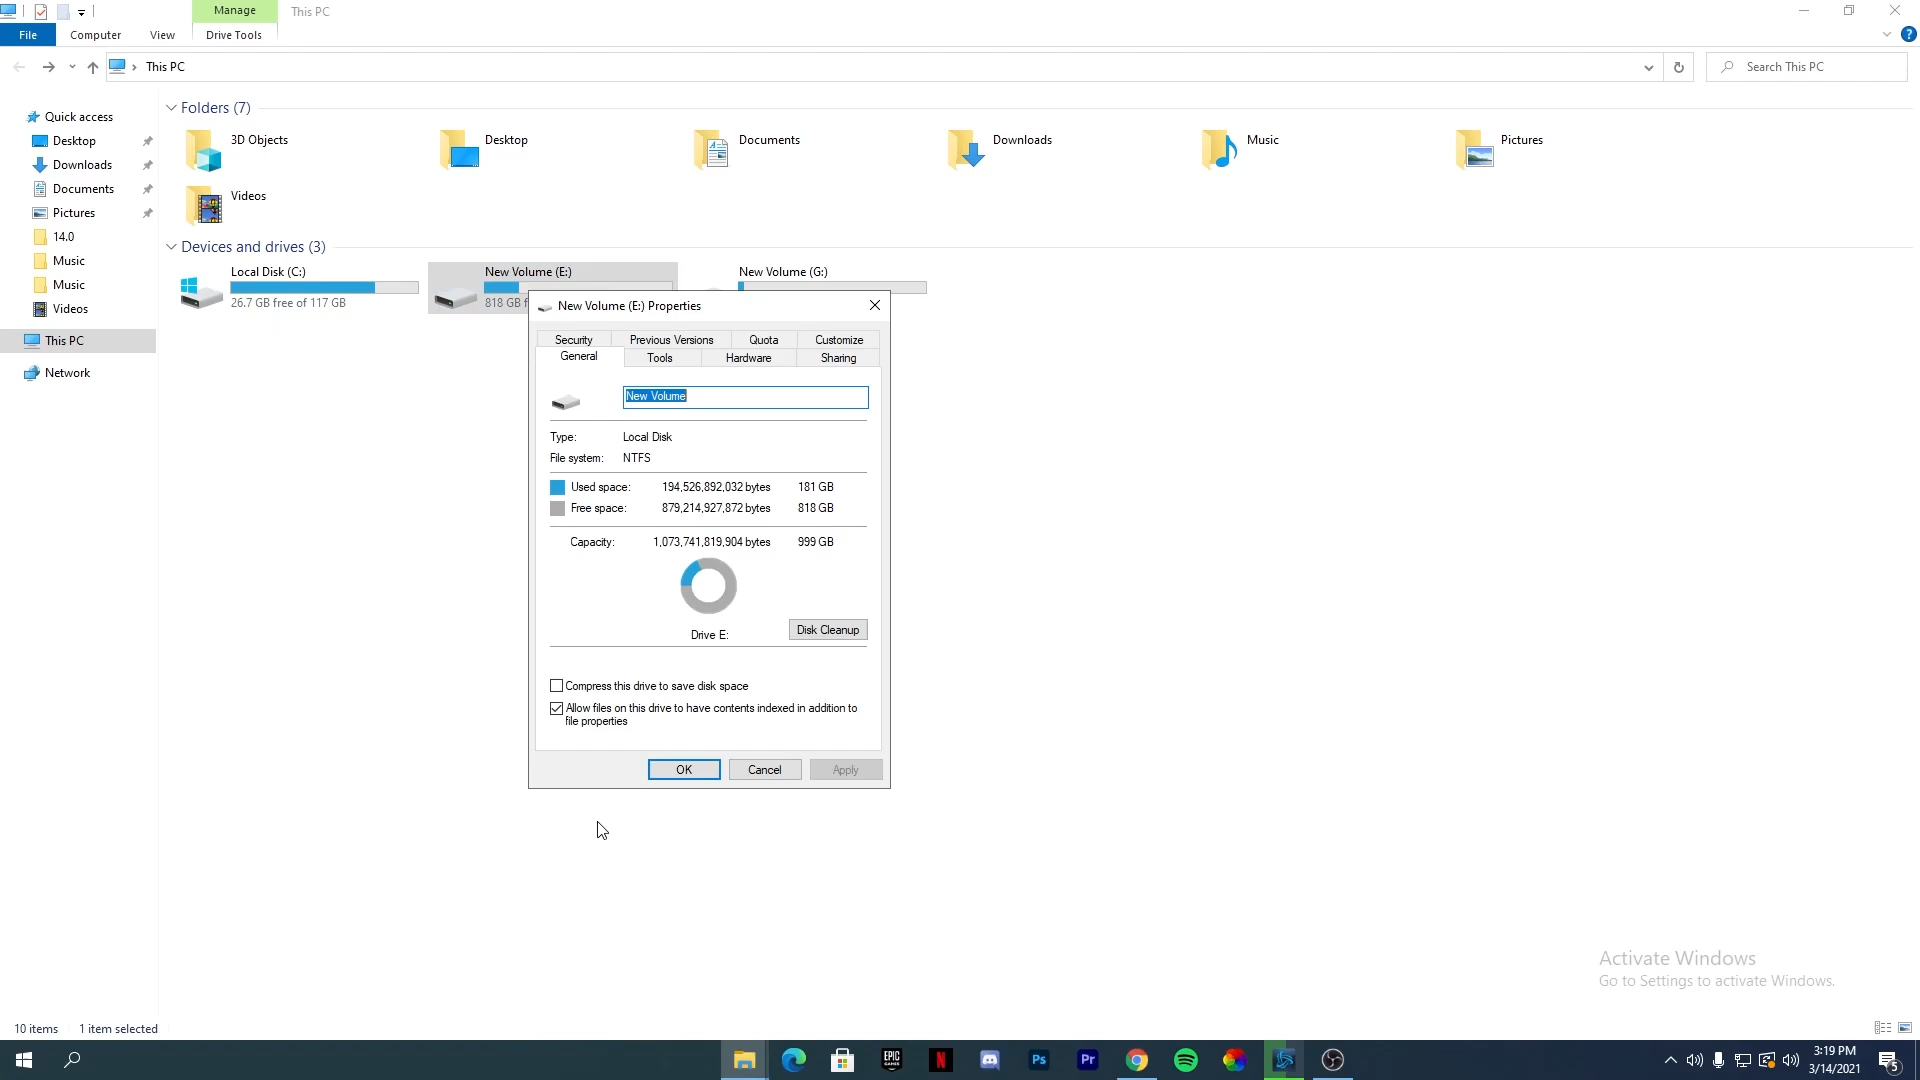 Manage
This PC
File
Computer
View
Drive Tools
This PC
Search This PC
Quick access
Desktop
Downloads
Documents
Pictures
14.0
Music
Music
Videos
This PC
Network
Folders (7)
3D Objects
Desktop
Documents
Downloads
Music
Pictures
Videos
Devices and drives (3)
Local Disk (C:)
26.7 GB free of 117 GB
New Volume (E:)
818 GB f
New Volume (G:)
New Volume (E:) Properties
Security
Previous Versions
Quota
Customize
General
Tools
Hardware
Sharing
New Volume
Type: Local Disk
File system: NTFS
Used space: 194,526,892,032 bytes 181 GB
Free space: 879,214,927,872 bytes 818 GB
Capacity: 1,073,741,819,904 bytes 999 GB
Drive E:
Disk Cleanup
Compress this drive to save disk space
Allow files on this drive to have contents indexed in addition to
file properties
OK
Cancel
Apply
Activate Windows
Go to Settings to activate Windows.
10 items
1 item selected
EPIC
GAMES
N
Ps
Pr
3:19 PM
3/14/2021
5